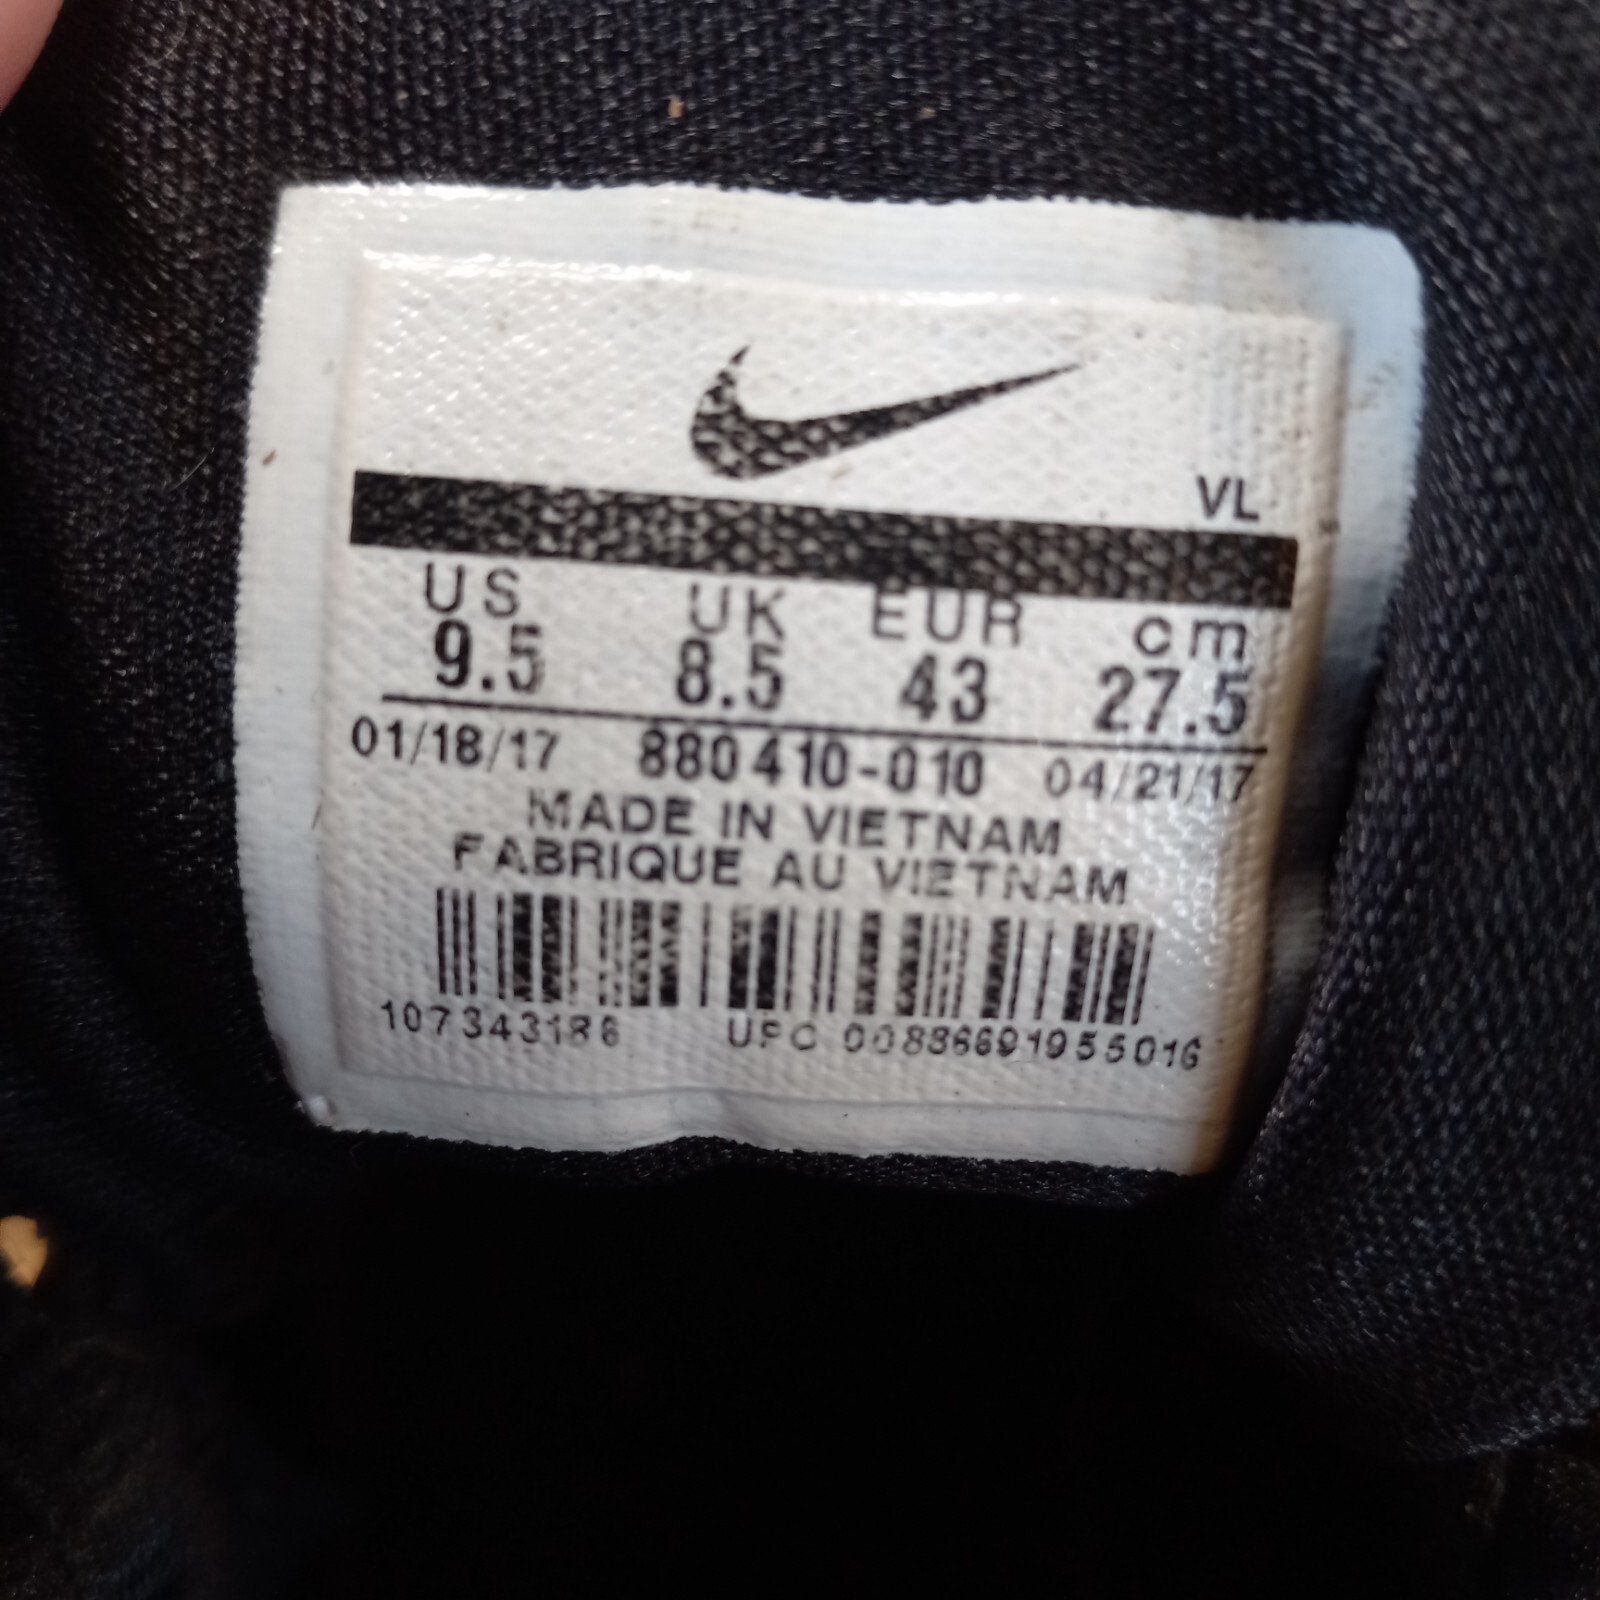 VL
US UK EUR cm
9.5 8.5 43 27.5
01/18/17 880410-010 04/21/17
MADE IN VIETNAM
FABRIQUE AU VIETNAM
107343186 UPC 00886691955016